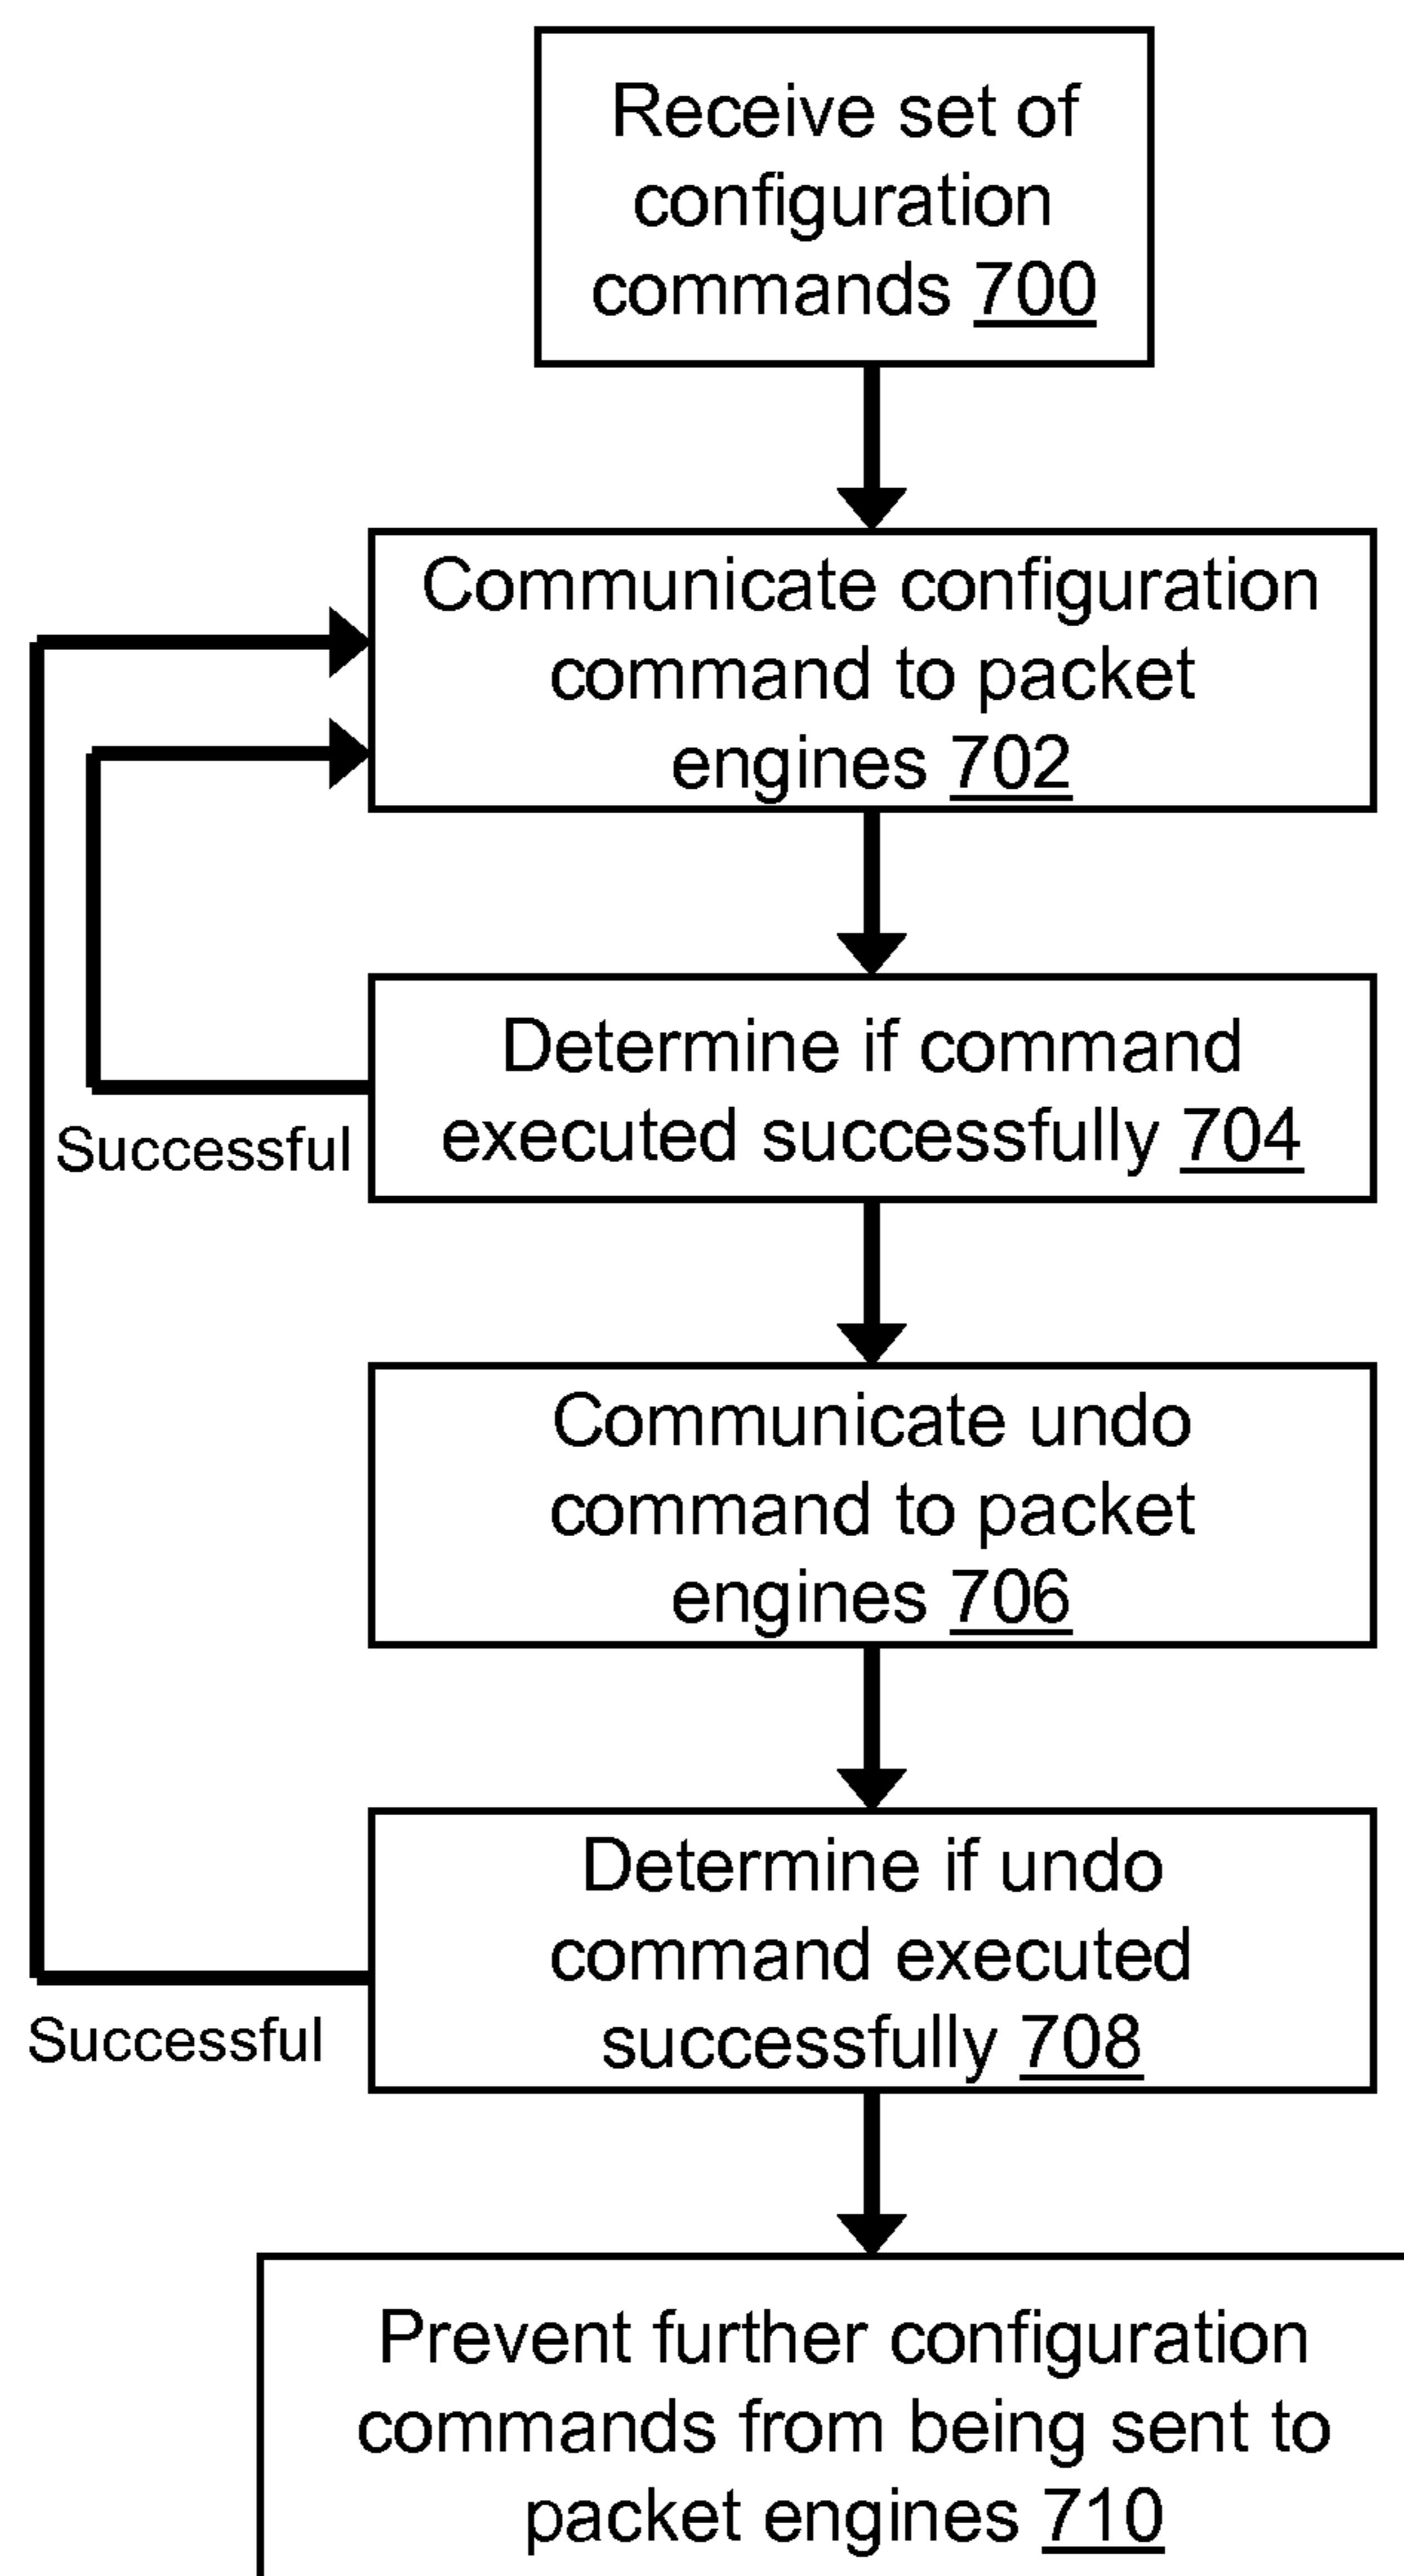 Receive set of
configuration
commands 700
Communicate configuration
command to packet
engines 702
Determine if command
executed successfully 704
Successful
Communicate undo
command to packet
engines 706
Determine if undo
command executed
successfully 708
Successful
Prevent further configuration
commands from being sent to
packet engines 710